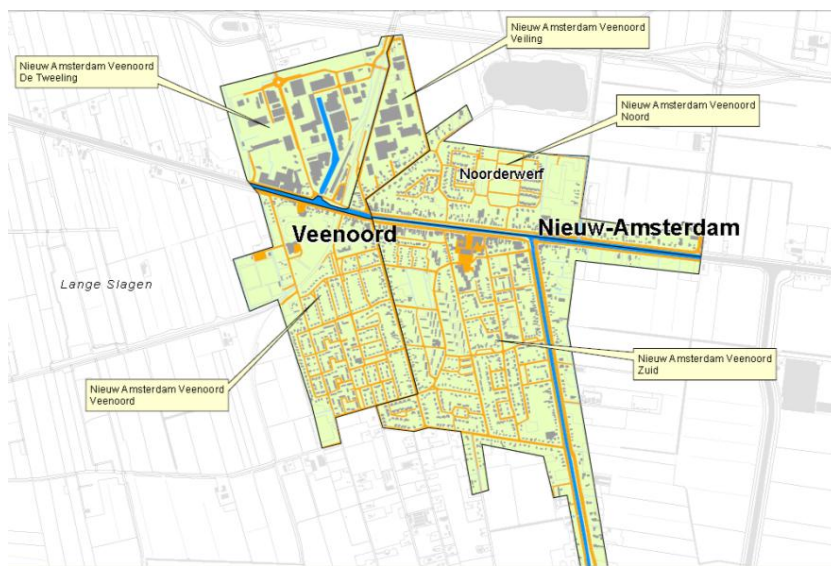 Nieuw Amsterdam Veenoord
Veiling
Nieuw Amsterdam Veenoord
De Tweeling
Nieuw Amsterdam Veenoord
Noord
Noorderwerf
Nieuw-Amsterdam
Veenoord
Lange Slagen
Nieuw Amsterdam Veenoord
Zuid
Nieuw Amsterdam Veenoord
Veenoord